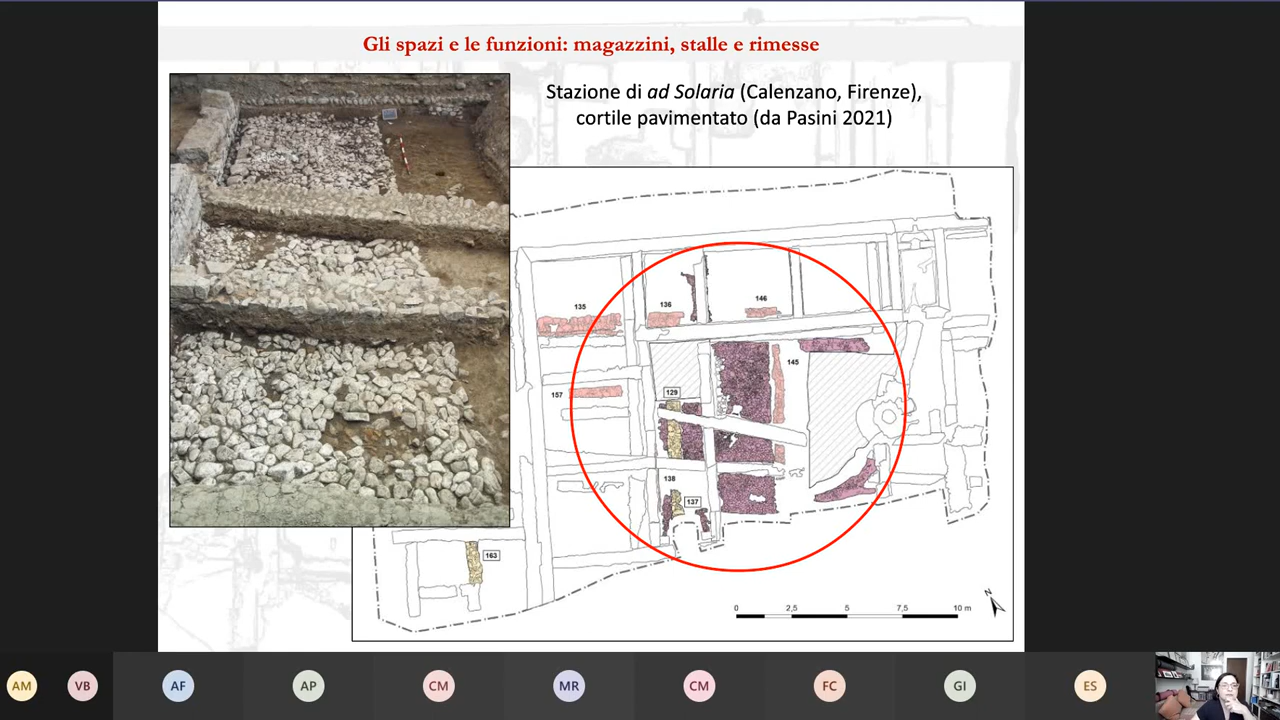 Gli spazi e le funzioni: magazzini, stalle e rimesse
Stazione di ad Solaria (Calenzano, Firenze),
cortile pavimentato (da Pasini 2021)
135
136
146
145
157
129
138
137
163
0 2,5 5 7,5 10 m
N
AM VB AF AP CM MR CM FC GI ES